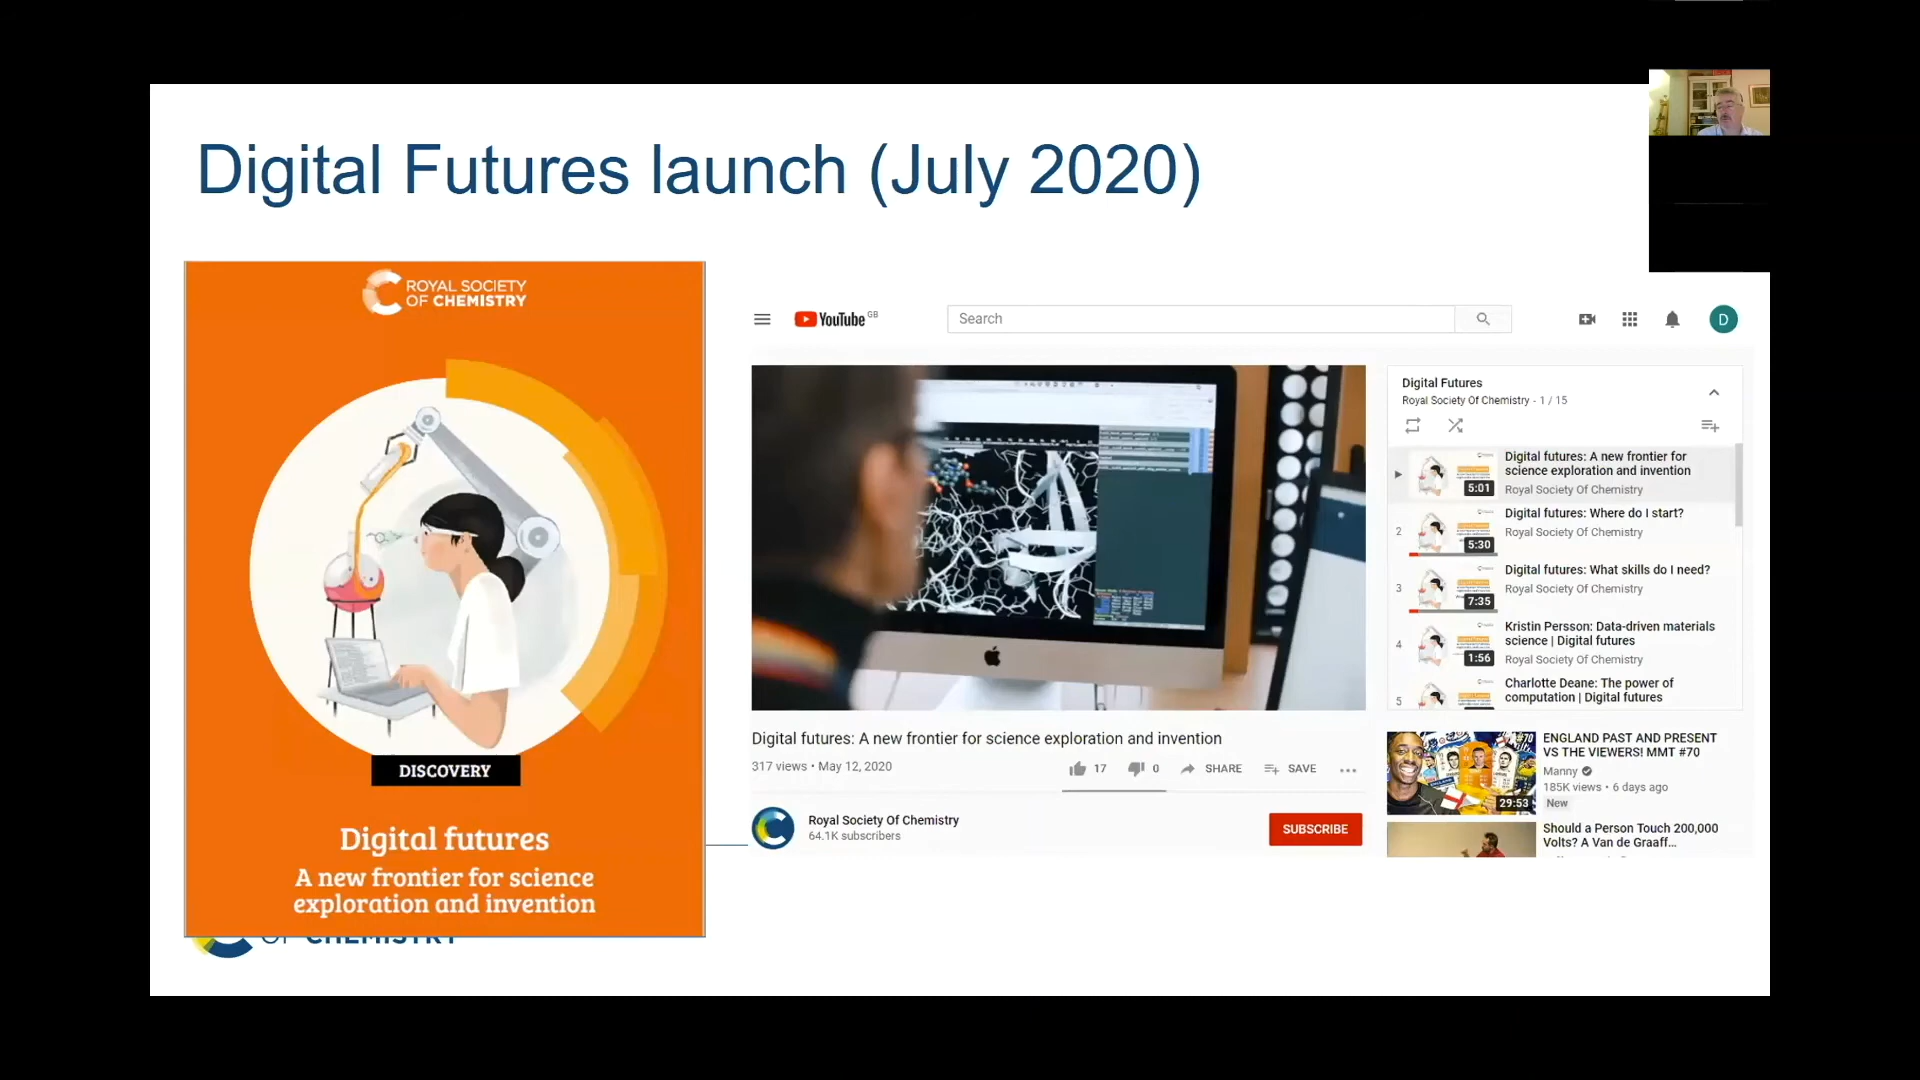 Digital Futures launch (July 2020)
ROYAL SOCIETY
OF CHEMISTRY
DISCOVERY
Digital futures
A new frontier for science
exploration and invention
OF CHEMISTRY
YouTube GB
Search
D
Digital futures: A new frontier for science exploration and invention
317 views • May 12, 2020
17
0
SHARE
SAVE
Royal Society Of Chemistry
64.1K subscribers
SUBSCRIBE
Digital Futures
Royal Society Of Chemistry - 1 / 15
Digital futures: A new frontier for
science exploration and invention
5:01
Royal Society Of Chemistry
2
Digital futures: Where do I start?
Royal Society Of Chemistry
5:30
3
Digital futures: What skills do I need?
Royal Society Of Chemistry
7:35
4
Kristin Persson: Data-driven materials
science | Digital futures
1:56
Royal Society Of Chemistry
5
Charlotte Deane: The power of
computation | Digital futures
ENGLAND PAST AND PRESENT
VS THE VIEWERS! MMT #70
Manny
185K views • 6 days ago
29:53
New
Should a Person Touch 200,000
Volts? A Van de Graaff...